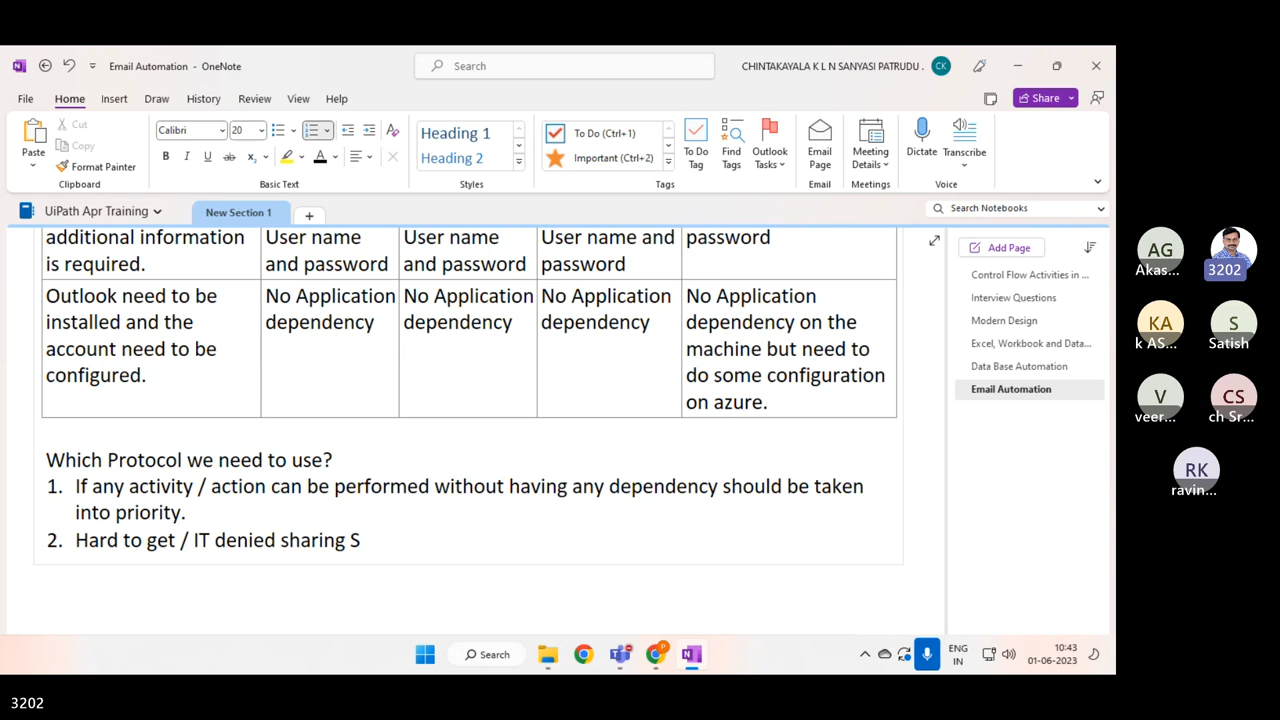 Email Automation - OneNote
Search
CHINTAKAYALA K L N SANYASI PATRUDU .
CK
File Home Insert Draw History Review View Help
Share
Paste
Cut
Copy
Format Painter
Clipboard
Calibri 20
B I U ab x A
Basic Text
Heading 1
Heading 2
Styles
To Do (Ctrl+1)
Important (Ctrl+2)
To Do Tag
Find Tags
Outlook Tasks
Tags
Email Page
Email
Meeting Details
Meetings
Dictate
Transcribe
Voice
UiPath Apr Training
New Section 1
+
Search Notebooks
additional information
is required.
User name
and password
User name
and password
User name and
password
password
Outlook need to be
installed and the
account need to be
configured.
No Application
dependency
No Application
dependency
No Application
dependency
No Application
dependency on the
machine but need to
do some configuration
on azure.
Which Protocol we need to use?
1. If any activity / action can be performed without having any dependency should be taken
into priority.
2. Hard to get / IT denied sharing S
Add Page
Control Flow Activities in ...
Interview Questions
Modern Design
Excel, Workbook and Data...
Data Base Automation
Email Automation
AG
Akas...
3202
KA
k AS...
S
Satish
V
veer...
CS
ch Sr...
RK
ravin...
Search
P
ENG
IN
10:43
01-06-2023
3202